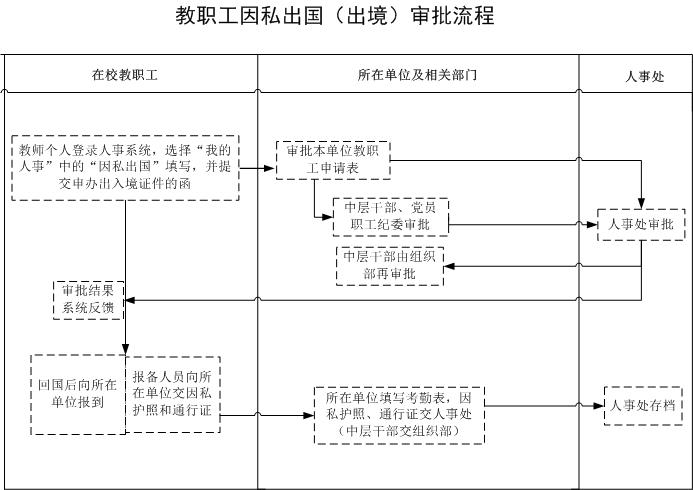 教职工因私出国（出境）审批流程
在校教职工
所在单位及相关部门
人事处
教师个人登录人事系统，选择“我的
人事”中的“因私出国”填写，并提
交申办出入境证件的函
审批本单位教职
工申请表
中层干部、党员
职工纪委审批
人事处审批
中层干部由组织
部再审批
审批结果
系统反馈
回国后向所在
单位报到
报备人员向所
在单位交因私
护照和通行证
所在单位填写考勤表，因
私护照、通行证交人事处
（中层干部交组织部）
人事处存档